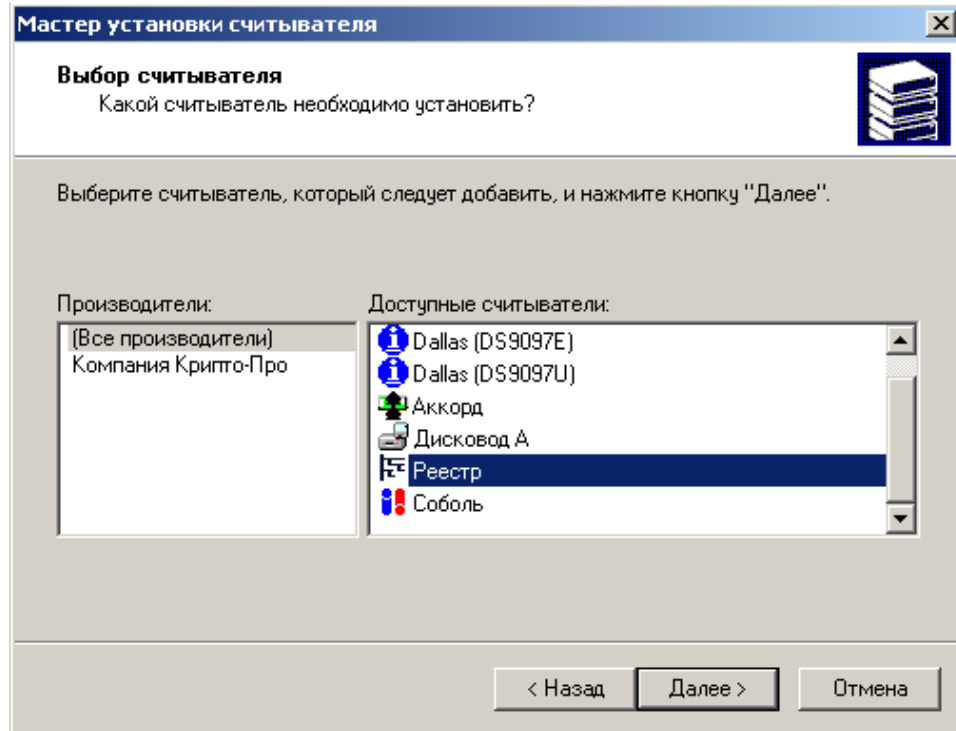 Мастер установки считывателя
Выбор считывателя
Какой считыватель необходимо установить?
Выберите считыватель, который следует добавить, и нажмите кнопку "Далее".
Производители:
(Все производители)
Компания Крипто-Про
Доступные считыватели:
Dallas (DS9097E)
Dallas (DS9097U)
Аккорд
Дисковод A
Реестр
Соболь
< Назад
Далее >
Отмена